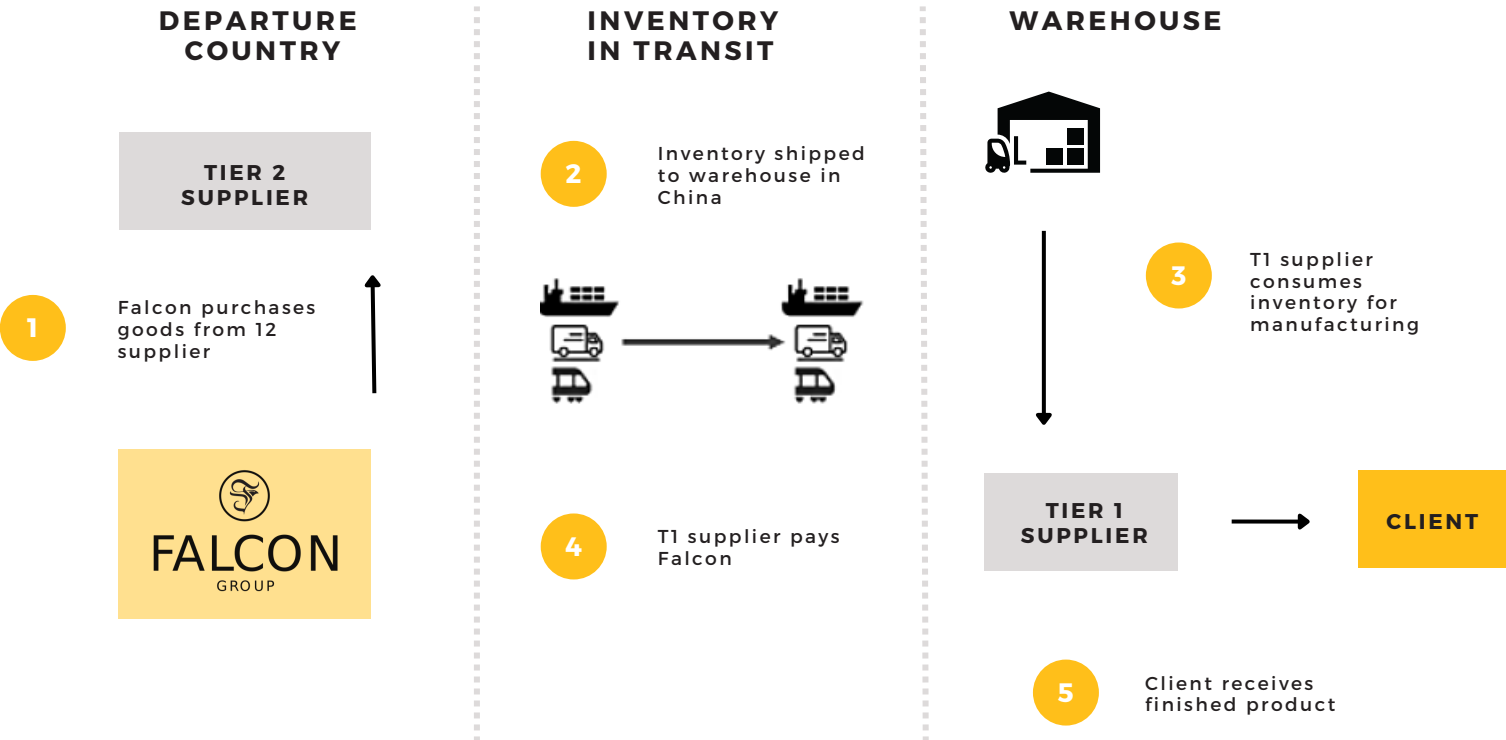 DEPARTURE
COUNTRY
TIER 2
SUPPLIER
1
Falcon purchases
goods from 12
supplier
FALCON
GROUP
INVENTORY
IN TRANSIT
2
Inventory shipped
to warehouse in
China
4
T1 supplier pays
Falcon
WAREHOUSE
3
T1 supplier
consumes
inventory for
manufacturing
TIER 1
SUPPLIER
CLIENT
5
Client receives
finished product